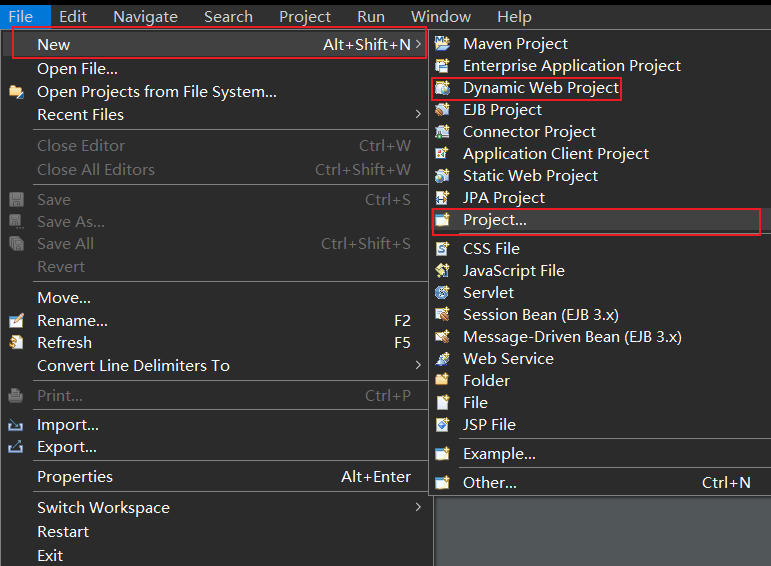 File Edit Navigate Search Project Run Window Help
New Alt+Shift+N
Open File...
Open Projects from File System...
Recent Files
Close Editor Ctrl+W
Close All Editors Ctrl+Shift+W
Save Ctrl+S
Save As...
Save All Ctrl+Shift+S
Revert
Move...
Rename... F2
Refresh F5
Convert Line Delimiters To
Print... Ctrl+P
Import...
Export...
Properties Alt+Enter
Switch Workspace
Restart
Exit
Maven Project
Enterprise Application Project
Dynamic Web Project
EJB Project
Connector Project
Application Client Project
Static Web Project
JPA Project
Project...
CSS File
JavaScript File
Servlet
Session Bean (EJB 3.x)
Message-Driven Bean (EJB 3.x)
Web Service
Folder
File
JSP File
Example...
Other... Ctrl+N